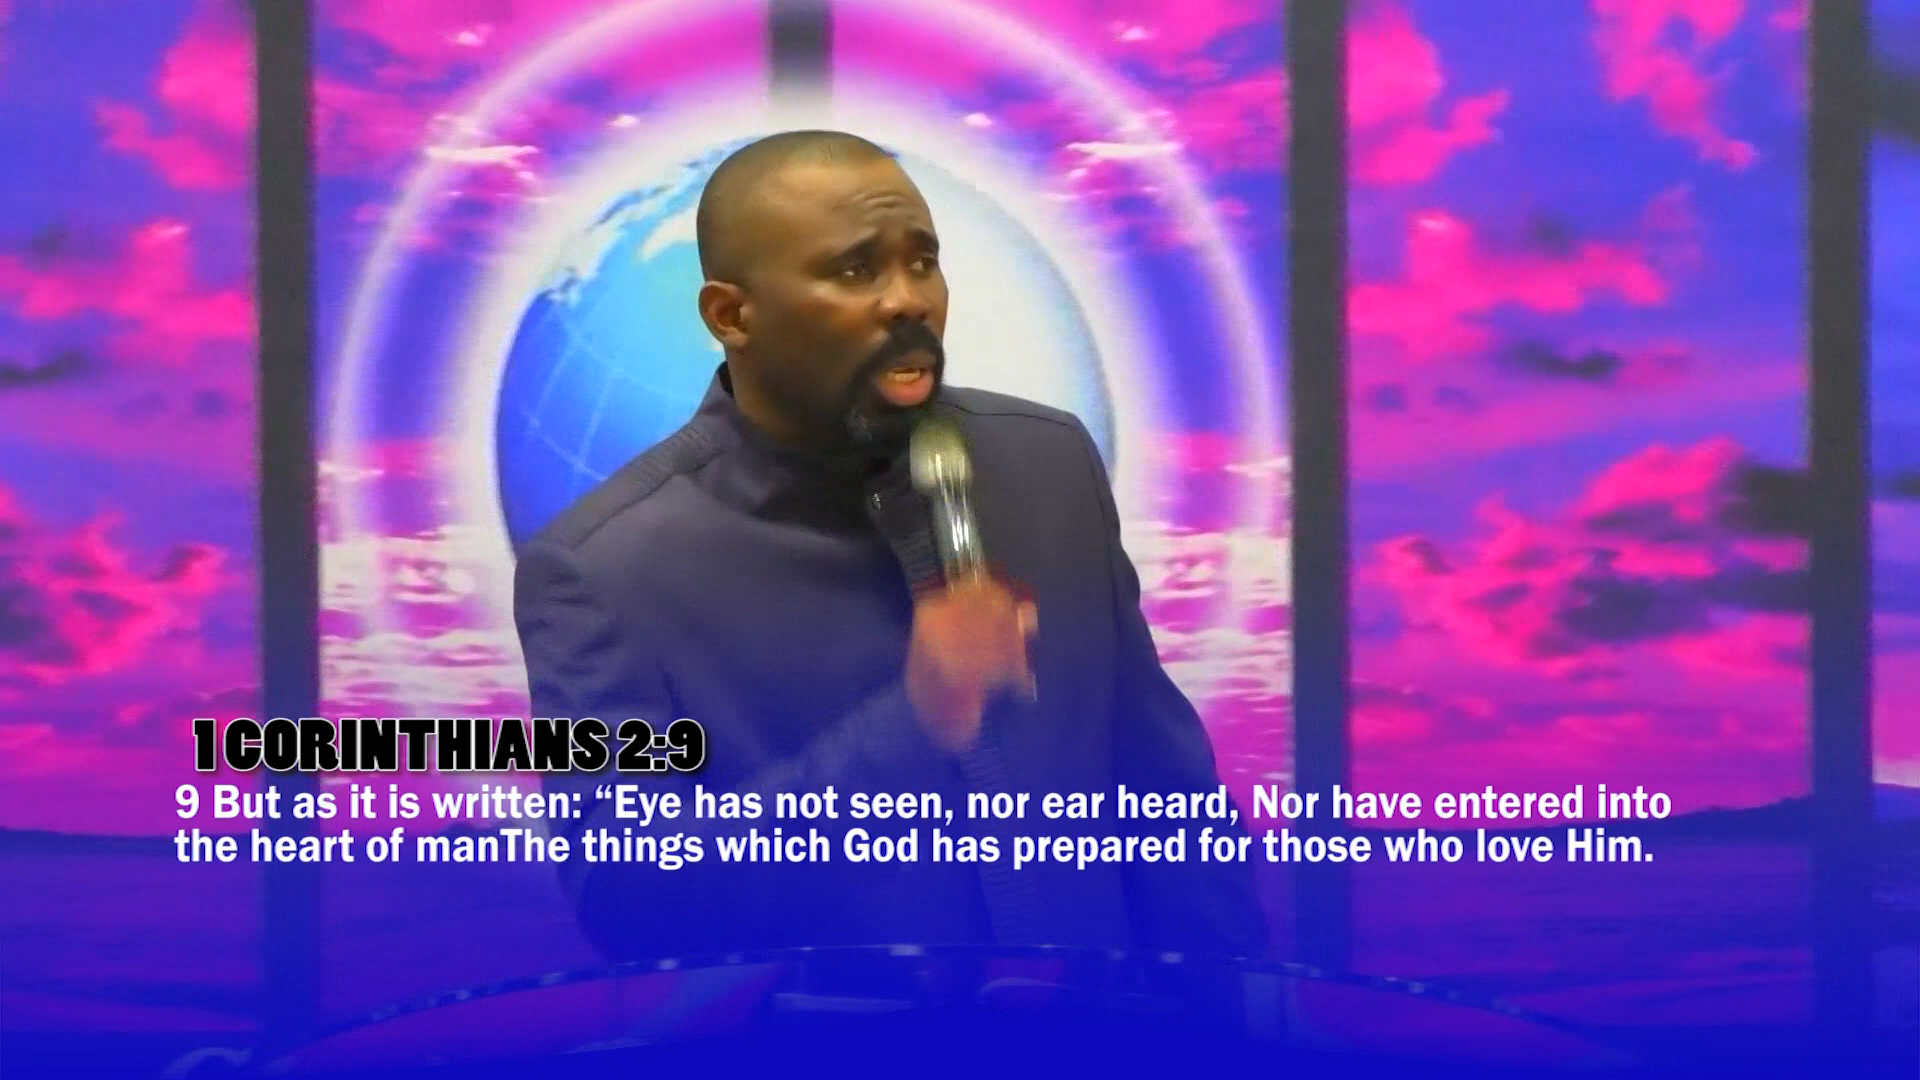 1 CORINTHIANS 2:9
9 But as it is written: “Eye has not seen, nor ear heard, Nor have entered into
the heart of manThe things which God has prepared for those who love Him.